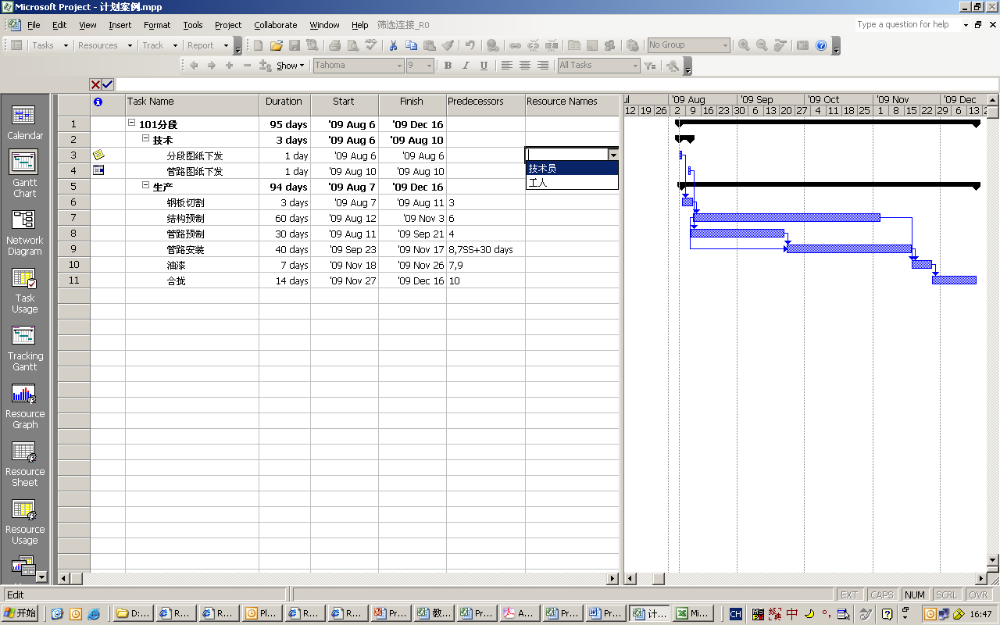 Microsoft Project - 计划案例.mpp
File Edit View Insert Format Tools Project Collaborate Window Help 筛选连接_R0 Type a question for help
Tasks Resources Track Report No Group
Show Tahoma 9 B I U All Tasks
Task Name Duration Start Finish Predecessors Resource Names
ul '09 Aug '09 Sep '09 Oct '09 Nov '09 Dec
12 19 26 2 9 16 23 30 6 13 20 27 4 11 18 25 1 8 15 22 29 6 13 2
1 101分段 95 days '09 Aug 6 '09 Dec 16
2 技术 3 days '09 Aug 6 '09 Aug 10
3 分段图纸下发 1 day '09 Aug 6 '09 Aug 6
4 管路图纸下发 1 day '09 Aug 10 '09 Aug 10
5 生产 94 days '09 Aug 7 '09 Dec 16
6 钢板切割 3 days '09 Aug 7 '09 Aug 11 3
7 结构预制 60 days '09 Aug 12 '09 Nov 3 6
8 管路预制 30 days '09 Aug 11 '09 Sep 21 4
9 管路安装 40 days '09 Sep 23 '09 Nov 17 8,7SS+30 days
10 油漆 7 days '09 Nov 18 '09 Nov 26 7,9
11 合拢 14 days '09 Nov 27 '09 Dec 16 10
技术员
工人
Calendar
Gantt
Chart
Network
Diagram
Task
Usage
Tracking
Gantt
Resource
Graph
Resource
Sheet
Resource
Usage
Edit EXT CAPS NUM SCRL OVR
开始 D:... R... R... Pl... R... R... Pr... 教... Pr... A... Pr... Pr... 计... Mi... CH 中 16:47